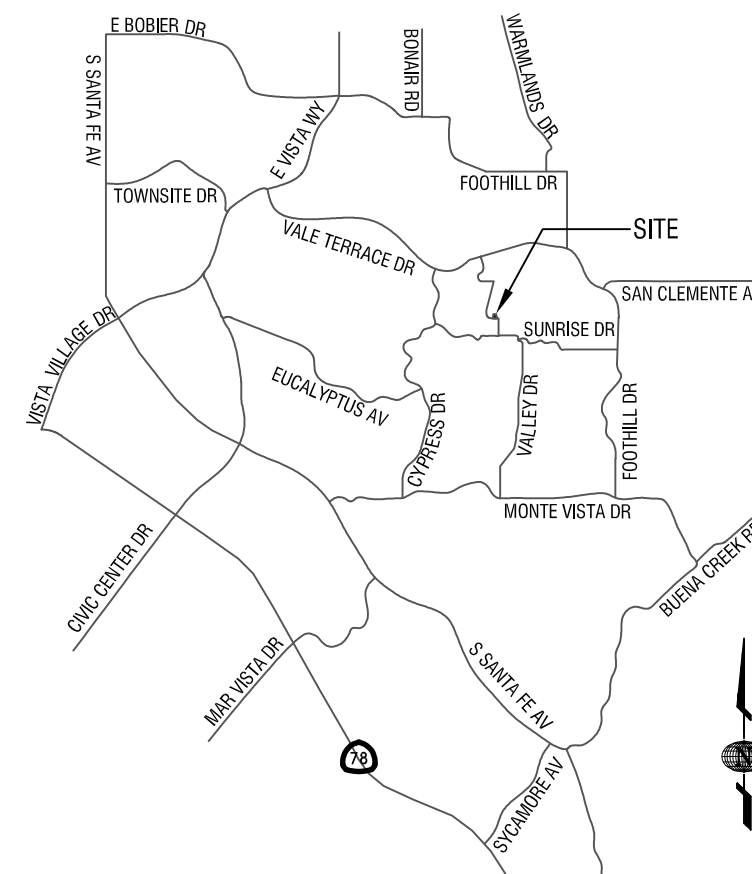 E BOBIER DR
S SANTA FE AV
BONAIR RD
WARMLANDS DR
E VISTA WY
TOWNSITE DR
FOOTHILL DR
VALE TERRACE DR
SITE
SAN CLEMENTE A
SUNRISE DR
VISTA VILLAGE DR
EUCALYPTUS AV
CYPRESS DR
VALLEY DR
FOOTHILL DR
MONTE VISTA DR
CIVIC CENTER DR
BUENA CREEK R
MAR VISTA DR
S SANTA FE AV
78
SYCAMORE AV
N